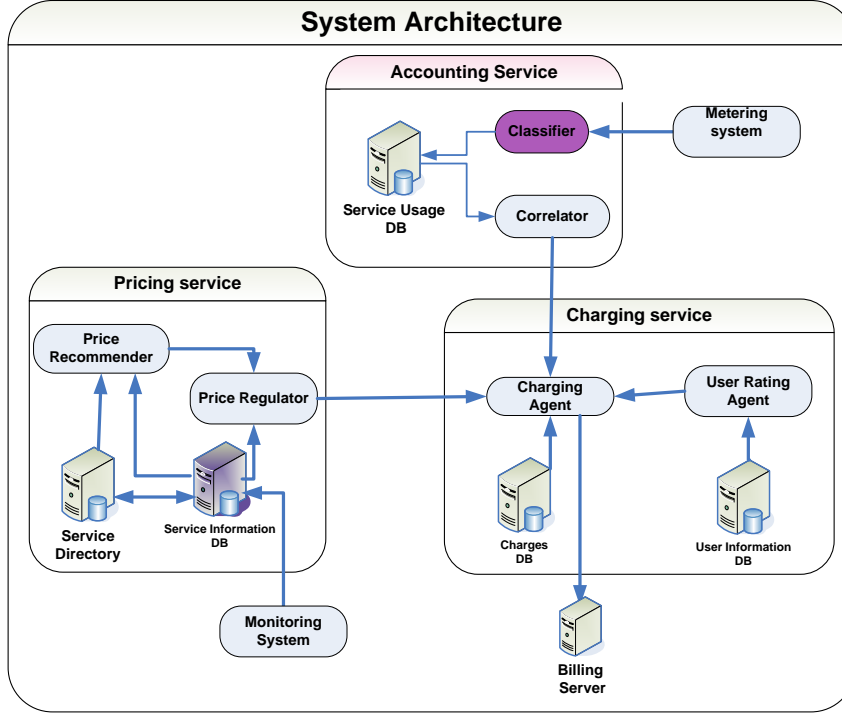 System Architecture
Accounting Service
Classifier
Metering
system
Service Usage
DB
Correlator
Pricing service
Price
Recommender
Price Regulator
Service
Directory
Service Information
DB
Monitoring
System
Charging service
Charging
Agent
User Rating
Agent
Charges
DB
User Information
DB
Billing
Server